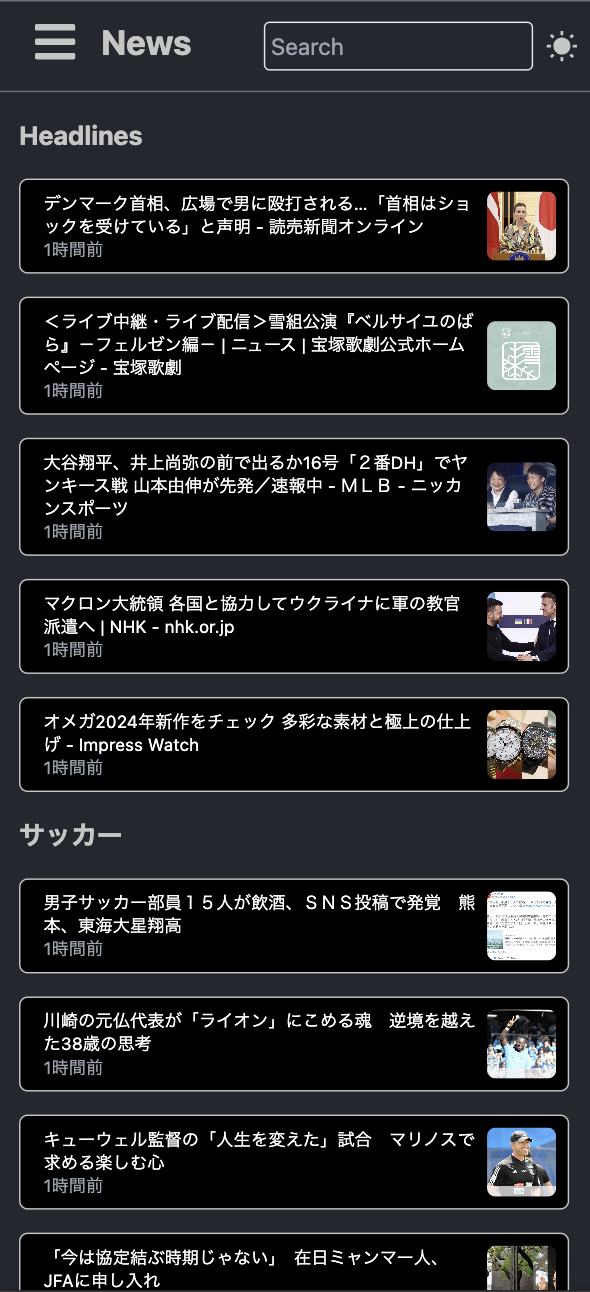 News
Search
Headlines
デンマーク首相、広場で男に殴打される…「首相はショ
ックを受けている」と声明 - 読売新聞オンライン
1時間前
＜ライブ中継・ライブ配信＞雪組公演『ベルサイユのば
ら』－フェルゼン編－ | ニュース | 宝塚歌劇公式ホーム
ページ - 宝塚歌劇
1時間前
大谷翔平、井上尚弥の前で出るか16号「２番DH」でヤ
ンキース戦 山本由伸が先発／速報中 - ＭＬＢ - ニッカ
ンスポーツ
1時間前
マクロン大統領 各国と協力してウクライナに軍の教官
派遣へ | NHK - nhk.or.jp
1時間前
オメガ2024年新作をチェック 多彩な素材と極上の仕上
げ - Impress Watch
1時間前
サッカー
男子サッカー部員１５人が飲酒、ＳＮＳ投稿で発覚　熊
本、東海大星翔高
1時間前
川崎の元仏代表が「ライオン」にこめる魂　逆境を越え
た38歳の思考
1時間前
キューウェル監督の「人生を変えた」試合　マリノスで
求める楽しむ心
1時間前
「今は協定結ぶ時期じゃない」　在日ミャンマー人、
JFAに申し入れ